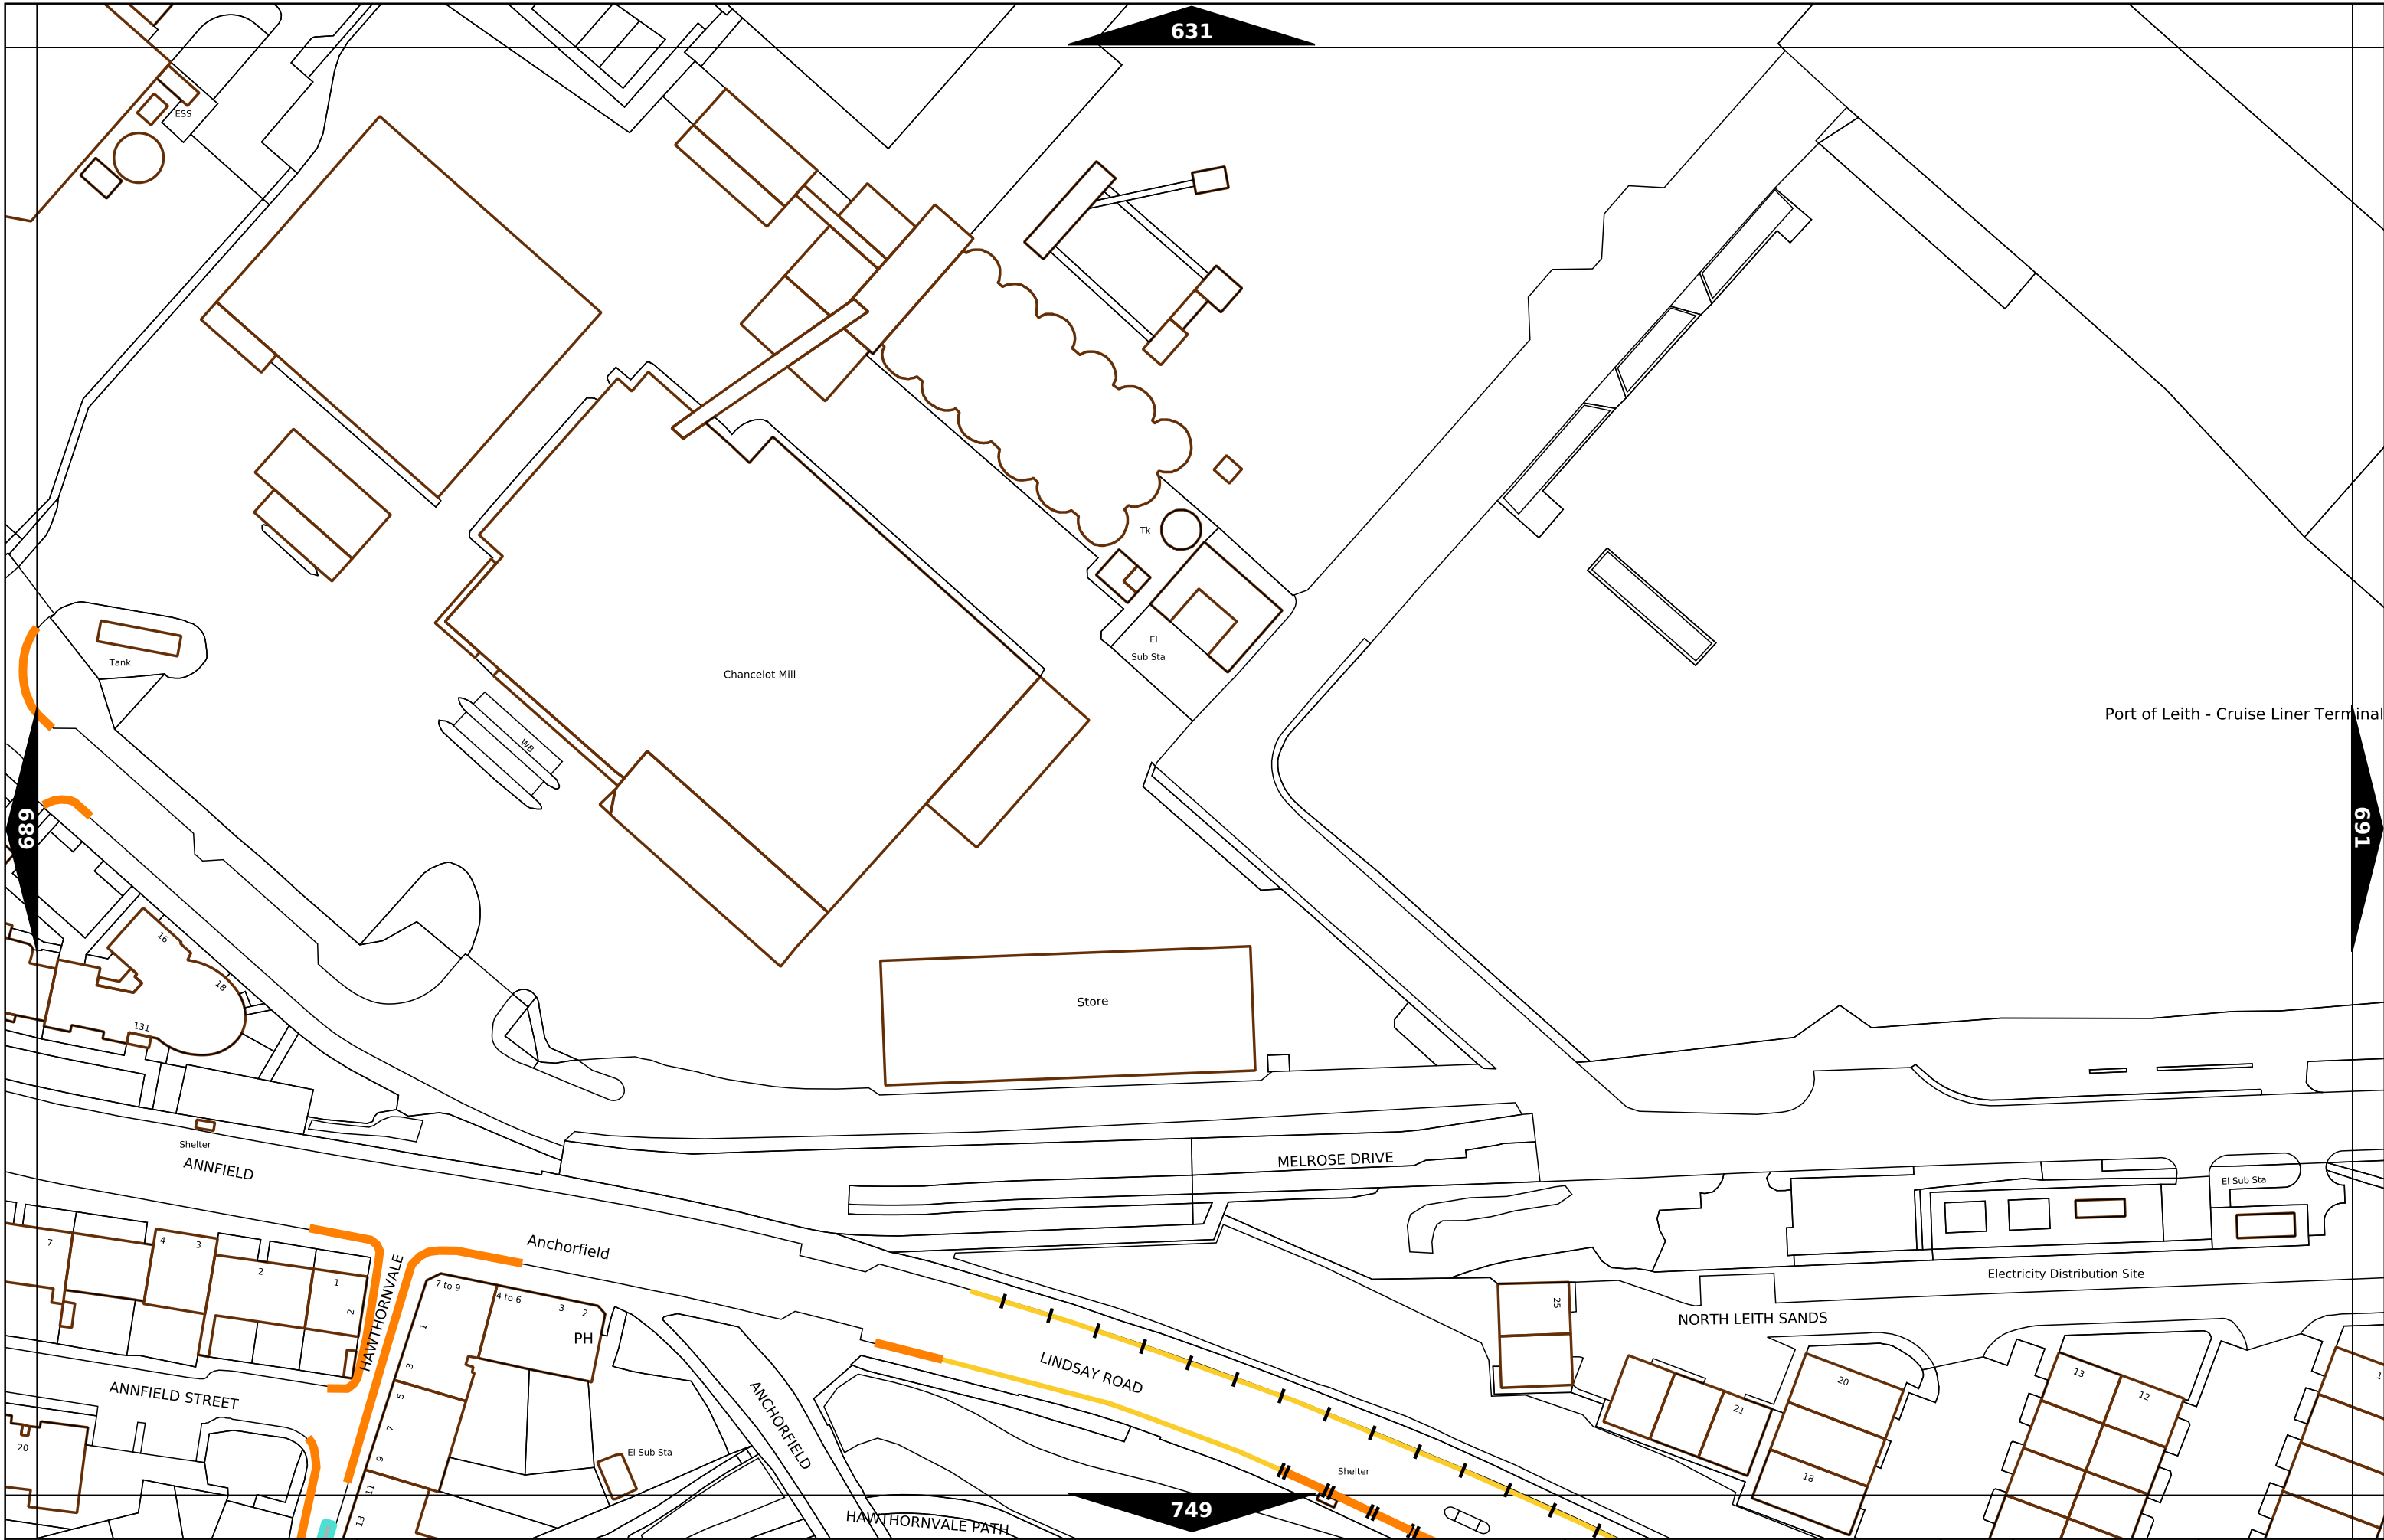 631
ESS
Tk
El
Sub Sta
Tank
Chancelot Mill
Port of Leith - Cruise Liner Terminal
WB
689
691
16
18
131
Store
Shelter
ANNFIELD
MELROSE DRIVE
El Sub Sta
Anchorfield
Electricity Distribution Site
7
4
3
2
1
2
HAWTHORNVALE
7 to 9
4 to 6
3
2
PH
1
3
5
7
9
11
13
25
NORTH LEITH SANDS
LINDSAY ROAD
ANNFIELD STREET
ANCHORFIELD
20
El Sub Sta
Shelter
21
20
18
13
12
1
749
HAWTHORNVALE PATH